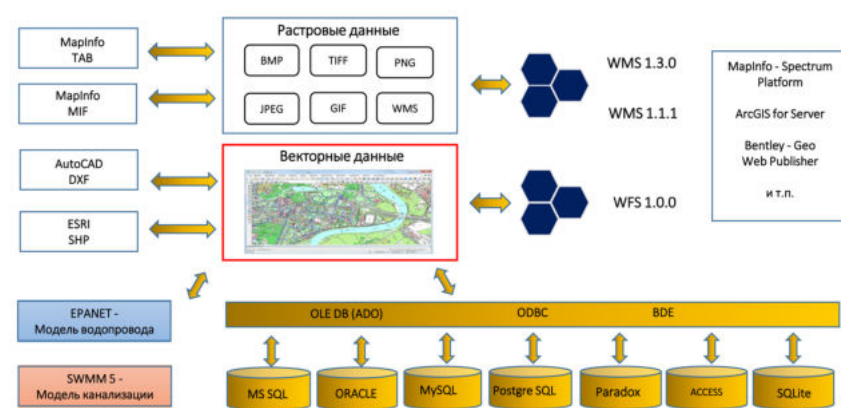 MapInfo
TAB
MapInfo
MIF
AutoCAD
DXF
ESRI
SHP
EPANET -
Модель водопровода
SWMM 5 -
Модель канализации
Растровые данные
BMP
TIFF
PNG
JPEG
GIF
WMS
Векторные данные
WMS 1.3.0
WMS 1.1.1
WFS 1.0.0
MapInfo - Spectrum
Platform
ArcGIS for Server
Bentley - Geo
Web Publisher
и т.п.
OLE DB (ADO)
ODBC
BDE
MS SQL
ORACLE
MySQL
Postgre SQL
Paradox
ACCESS
SQLite